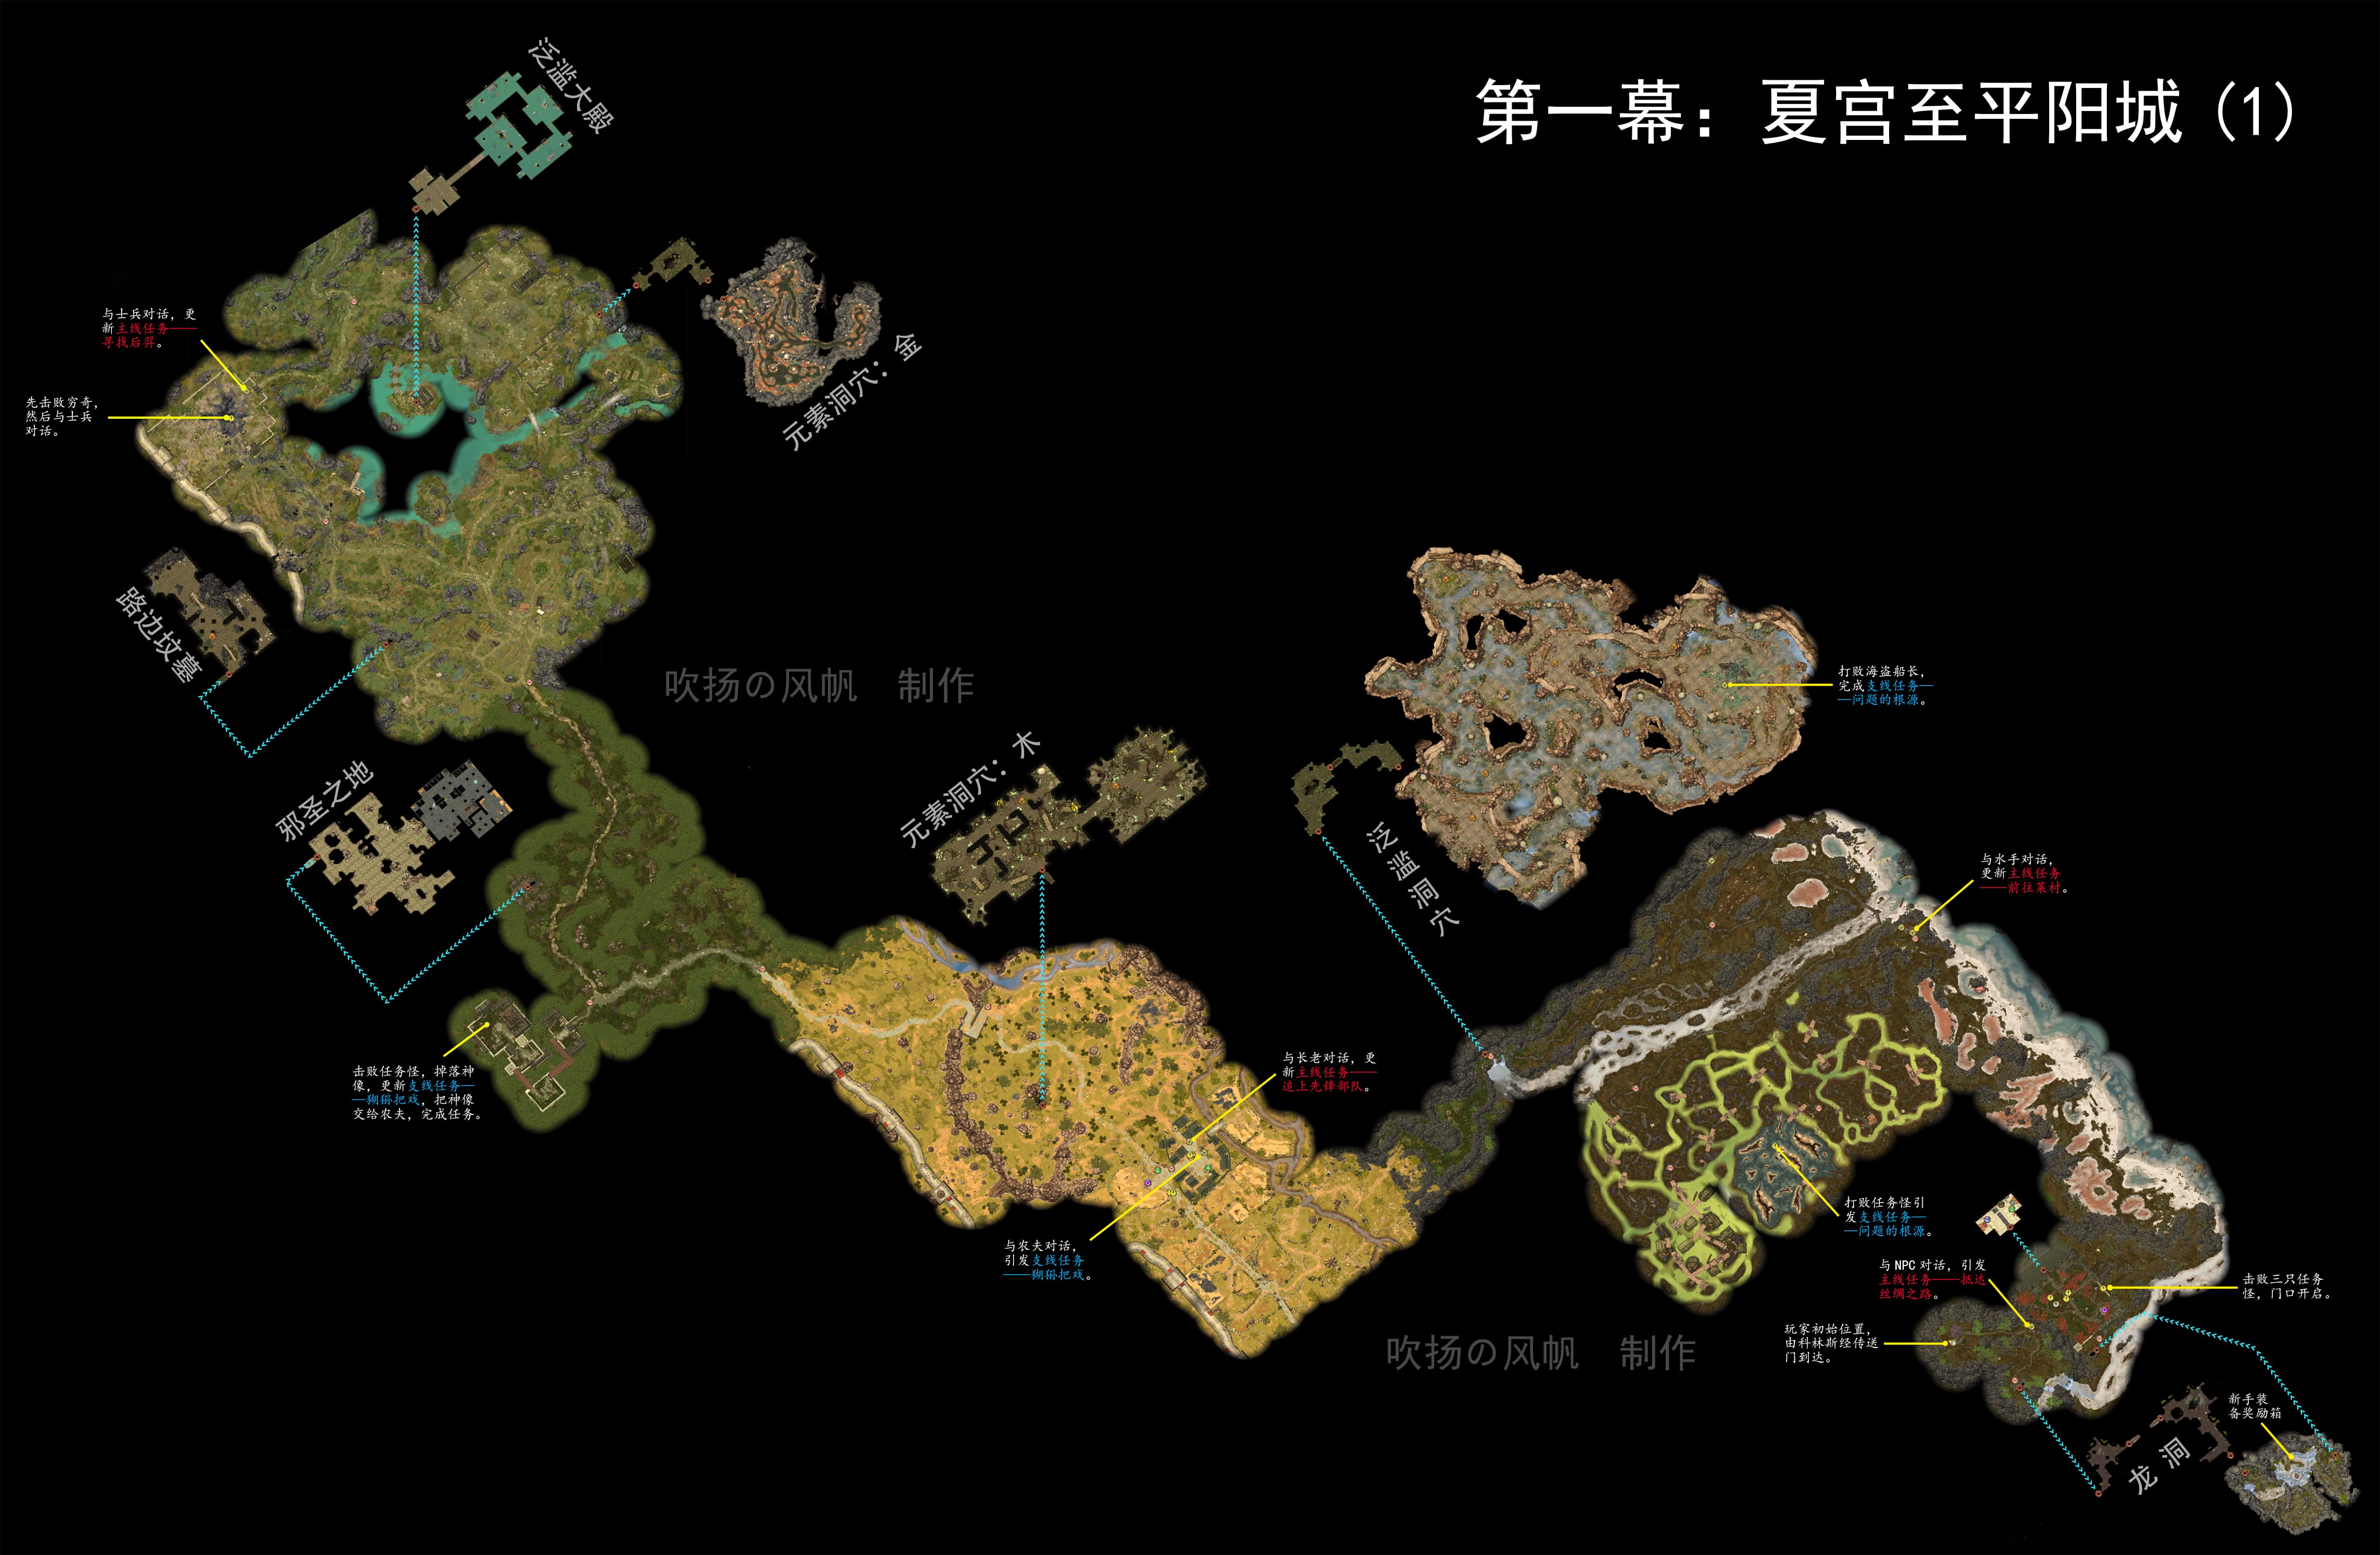 第一幕：夏宫至平阳城（1）
泛滥大殿
与士兵对话，更
新主线任务——
寻找后羿。
先击败穷奇，
然后与士兵
对话。
元素洞穴：金
路边坟墓
吹扬の风帆　制作
打败海盗船长，
完成支线任务—
—问题的根源。
邪圣之地
元素洞穴：木
泛滥洞穴
与水手对话，
更新主线任务
——前往某村。
击败任务怪，掉落神
像，更新支线任务—
—猢狲把戏，把神像
交给农夫，完成任务。
与长老对话，更
新主线任务——
追上先锋部队。
与农夫对话，
引发支线任务
——猢狲把戏。
打败任务怪引
发支线任务—
—问题的根源。
与 NPC 对话，引发
主线任务——抵达
丝绸之路。
击败三只任务
怪，门口开启。
玩家初始位置，
由科林斯经传送
门到达。
吹扬の风帆　制作
新手装
备奖励箱
龙洞